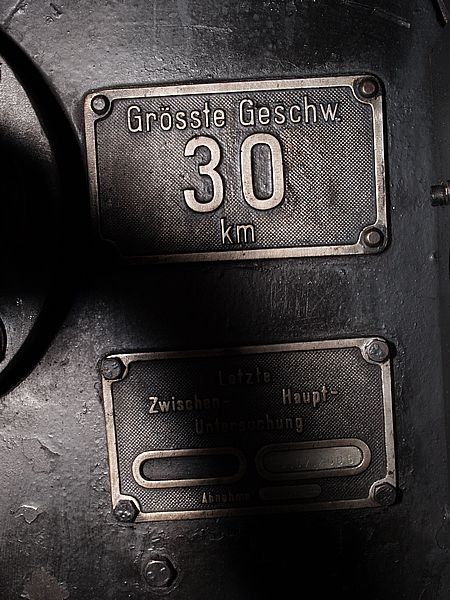 Grösste Geschw.
30
km
Letzte
Zwischen- Haupt-
Untersuchung
Abnahme